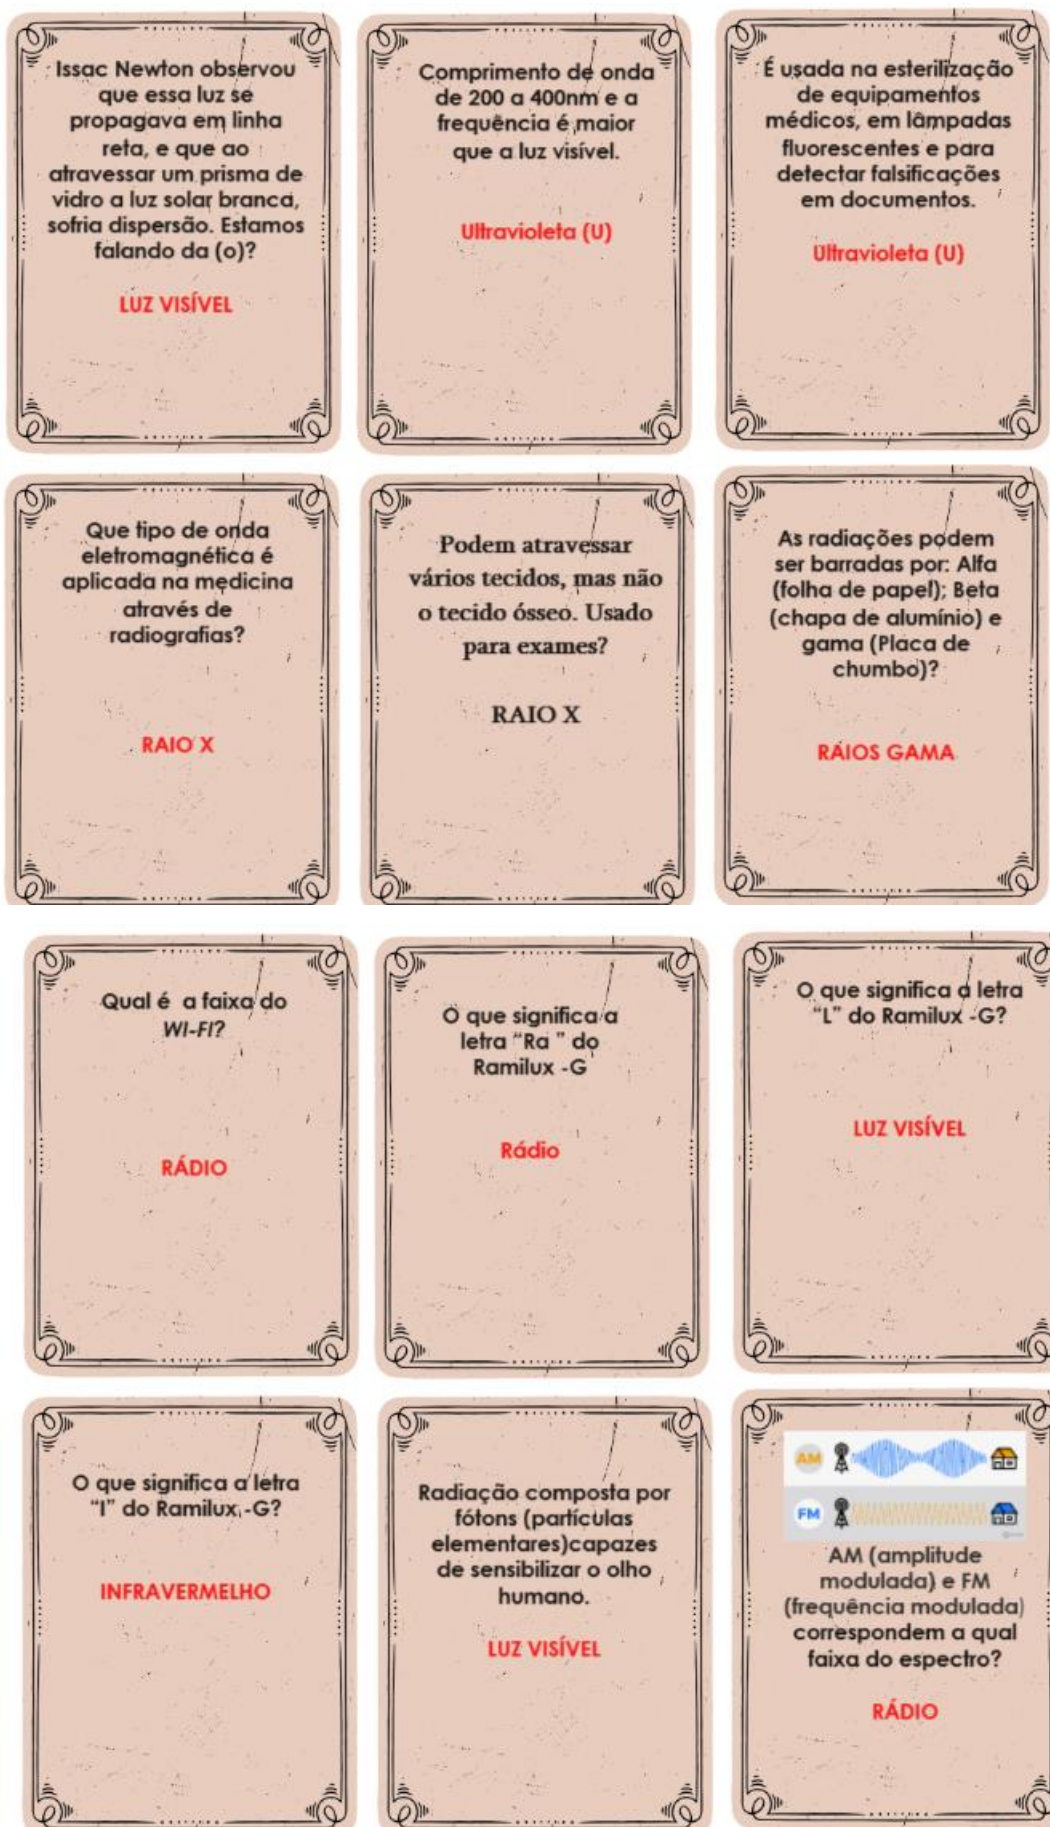 Issac Newton observou
que essa luz se
propagava em linha
reta, e que ao
atravessar um prisma de
vidro a luz solar branca,
sofria dispersão. Estamos
falando da (o)?
LUZ VISÍVEL
Comprimento de onda
de 200 a 400nm e a
frequência é maior
que a luz visível.
Ultravioleta (U)
É usada na esterilização
de equipamentos
médicos, em lâmpadas
fluorescentes e para
detectar falsificações
em documentos.
Ultravioleta (U)
Que tipo de onda
eletromagnética é
aplicada na medicina
através de
radiografias?
RAIO X
Podem atravessar
vários tecidos, mas não
o tecido ósseo. Usado
para exames?
RAIO X
As radiações podem
ser barradas por: Alfa
(folha de papel); Beta
(chapa de alumínio) e
gama (Placa de
chumbo)?
RAIOS GAMA
Qual é a faixa do
WI-FI?
RÁDIO
O que significa a
letra “Ra ” do
Ramilux -G
Rádio
O que significa a letra
“L” do Ramilux -G?
LUZ VISÍVEL
O que significa a letra
“I” do Ramilux -G?
INFRAVERMELHO
Radiação composta por
fótons (partículas
elementares)capazes
de sensibilizar o olho
humano.
LUZ VISÍVEL
AM
FM
AM (amplitude
modulada) e FM
(frequência modulada)
correspondem a qual
faixa do espectro?
RÁDIO